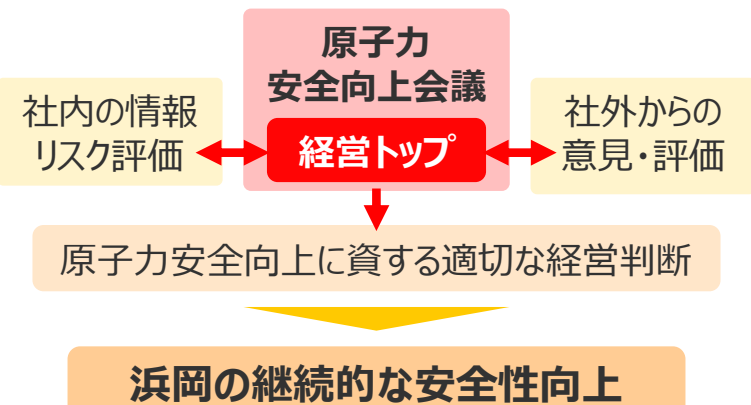 原子力
安全向上会議
社内の情報
リスク評価
経営トップ
社外からの
意見・評価
原子力安全向上に資する適切な経営判断
浜岡の継続的な安全性向上